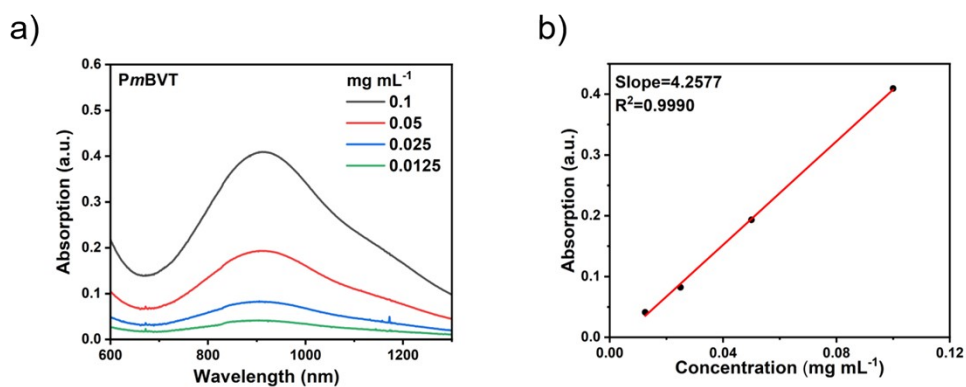 a)
PmBVT
mg mL⁻¹
0.1
0.05
0.025
0.0125
0.6
0.5
0.4
0.3
0.2
0.1
0.0
600
800
1000
1200
Absorption (a.u.)
Wavelength (nm)
b)
Slope=4.2577
R²=0.9990
0.4
0.3
0.2
0.1
0.0
0.00
0.04
0.08
0.12
Absorption (a.u.)
Concentration (mg mL⁻¹)